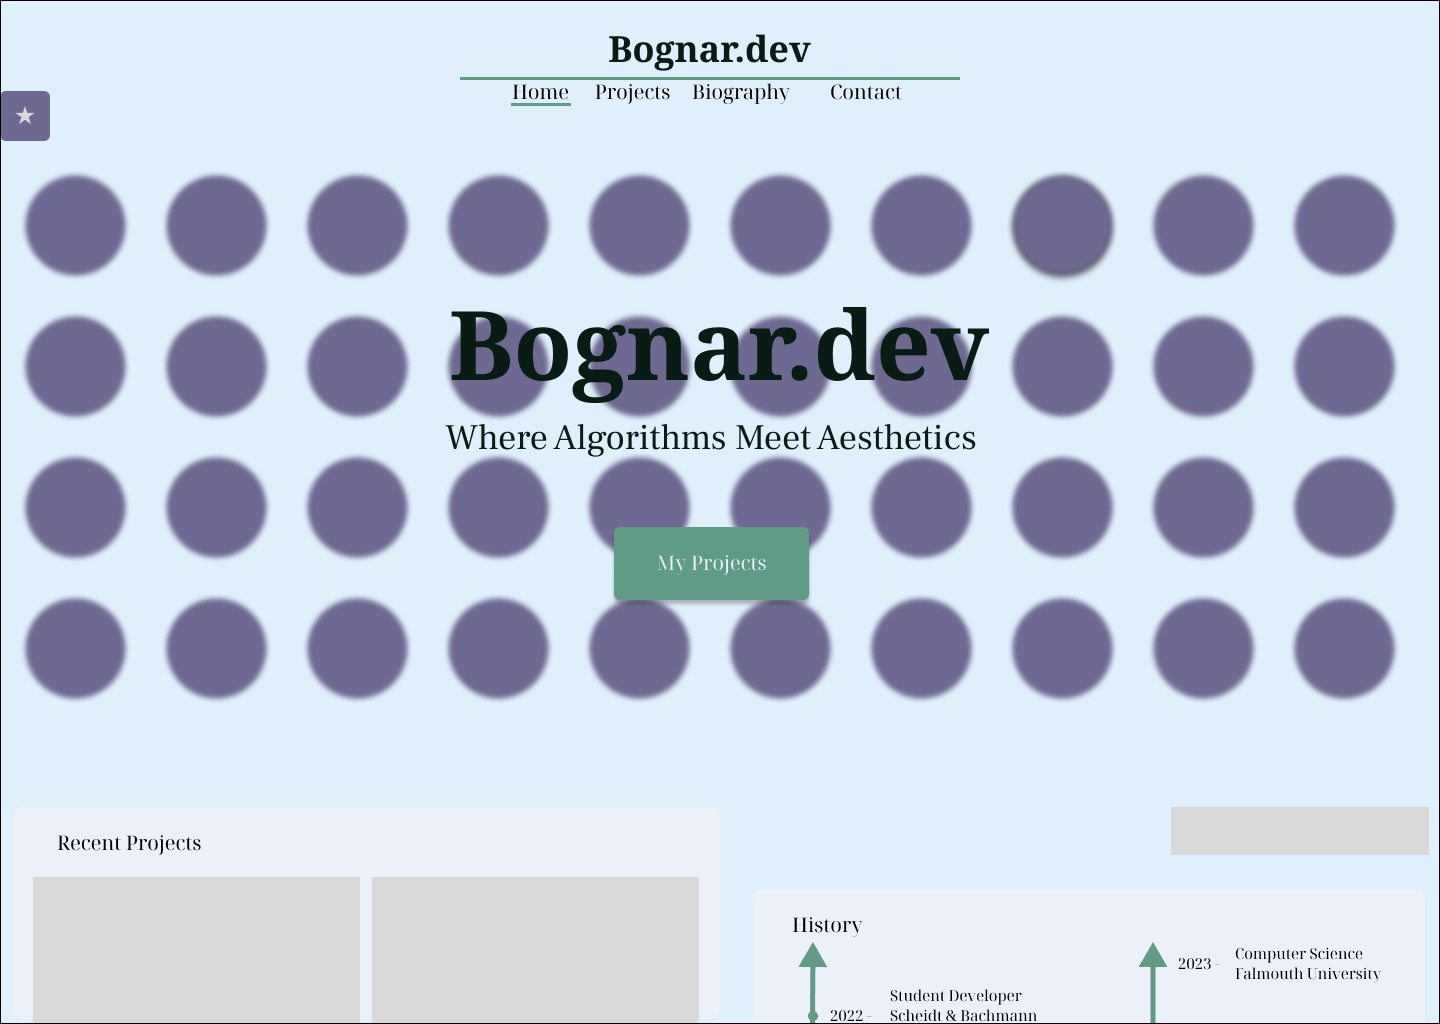 Bognar.dev
Home Projects Biography Contact
Bognar.dev
Where Algorithms Meet Aesthetics
My Projects
Recent Projects
History
2023 - Computer Science
Falmouth University
Student Developer
2022 - Scheidt & Bachmann